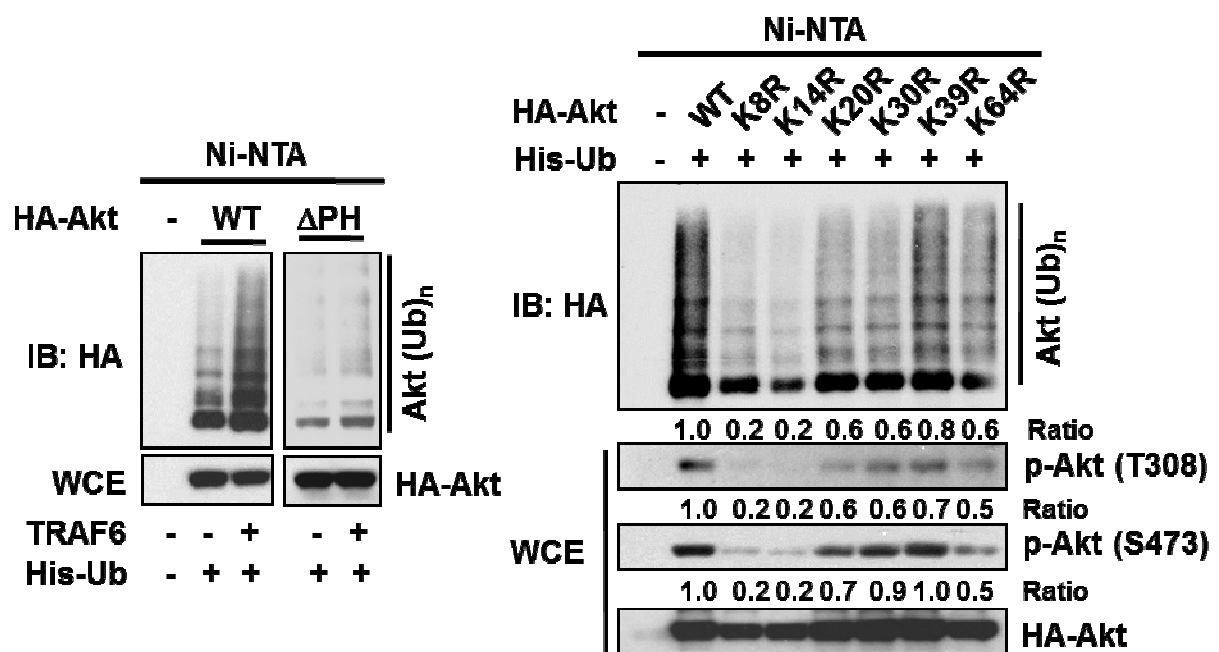 Ni-NTA
HA-Akt - WT ΔPH
IB: HA
Akt (Ub)n
WCE
HA-Akt
TRAF6 - - + - +
His-Ub - + + + +
Ni-NTA
HA-Akt - WT K8R K14R K20R K30R K39R K64R
His-Ub - + + + + + + +
IB: HA
Akt (Ub)n
1.0 0.2 0.2 0.6 0.6 0.8 0.6 Ratio
p-Akt (T308)
1.0 0.2 0.2 0.6 0.6 0.7 0.5 Ratio
WCE
p-Akt (S473)
1.0 0.2 0.2 0.7 0.9 1.0 0.5 Ratio
HA-Akt